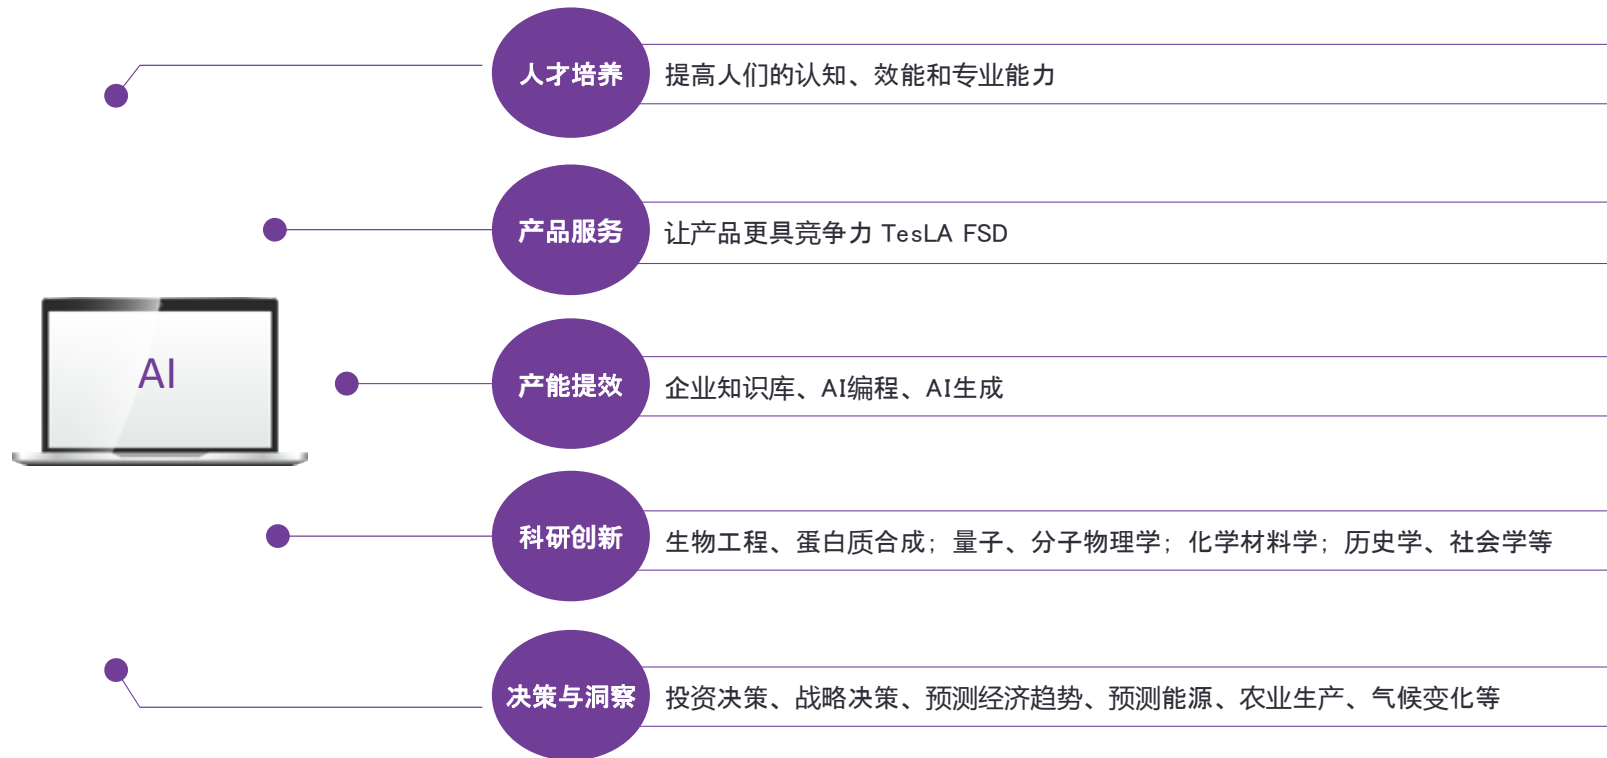 人才培养
提高人们的认知、效能和专业能力
产品服务
让产品更具竞争力 TesLA FSD
AI
产能提效
企业知识库、AI编程、AI生成
科研创新
生物工程、蛋白质合成；量子、分子物理学；化学材料学；历史学、社会学等
决策与洞察
投资决策、战略决策、预测经济趋势、预测能源、农业生产、气候变化等